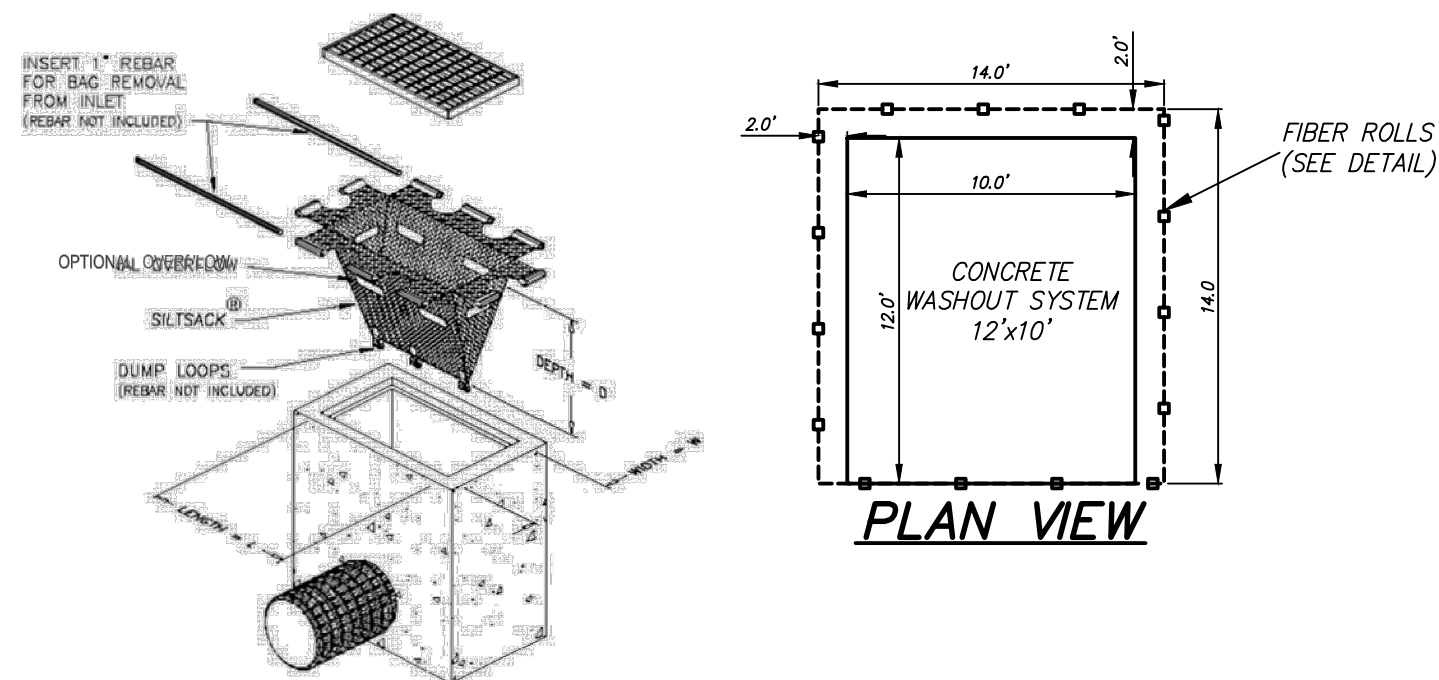 INSERT 1" REBAR
FOR BAG REMOVAL
FROM INLET
(REBAR NOT INCLUDED)
OPTIONAL OVERFLOW
SILTSACK®
DUMP LOOPS
(REBAR NOT INCLUDED)
DEPTH = D
WIDTH = W
LENGTH = L
14.0'
2.0'
2.0'
10.0'
12.0'
14.0
CONCRETE
WASHOUT SYSTEM
12'x10'
FIBER ROLLS
(SEE DETAIL)
PLAN VIEW